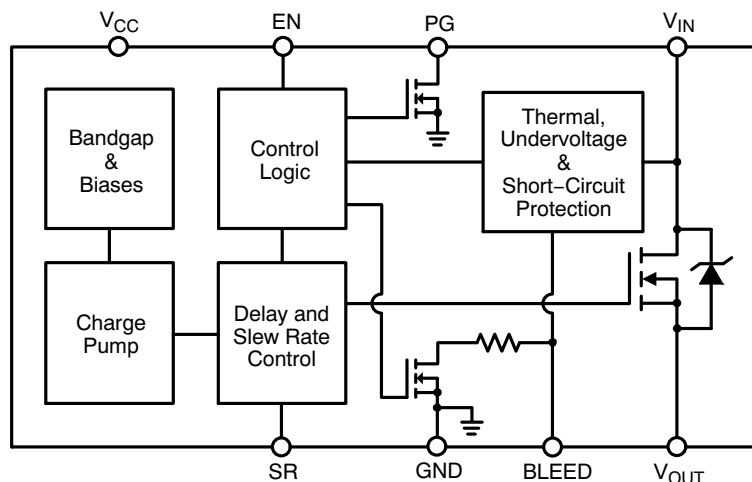 VCC
EN
PG
VIN
Bandgap
&
Biases
Control
Logic
Thermal,
Undervoltage
&
Short−Circuit
Protection
Charge
Pump
Delay and
Slew Rate
Control
SR
GND
BLEED
VOUT